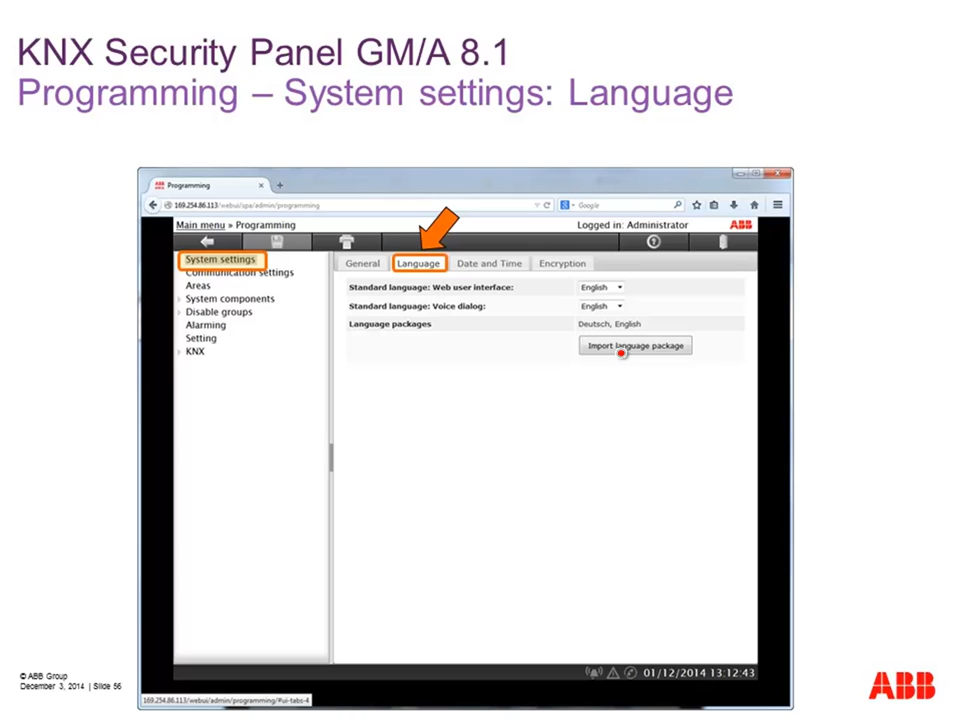 KNX Security Panel GM/A 8.1
Programming – System settings: Language
ABB Programming × +
169.254.86.113/webui/spa/admin/programming
Google
Main menu » Programming
Logged in: Administrator
ABB
System settings
Communication settings
Areas
System components
Disable groups
Alarming
Setting
KNX
General
Language
Date and Time
Encryption
Standard language: Web user interface: English
Standard language: Voice dialog: English
Language packages Deutsch, English
Import language package
01/12/2014 13:12:43
169.254.86.113/webui/admin/programming/#ui-tabs-4
© ABB Group
December 3, 2014 | Slide 56
ABB